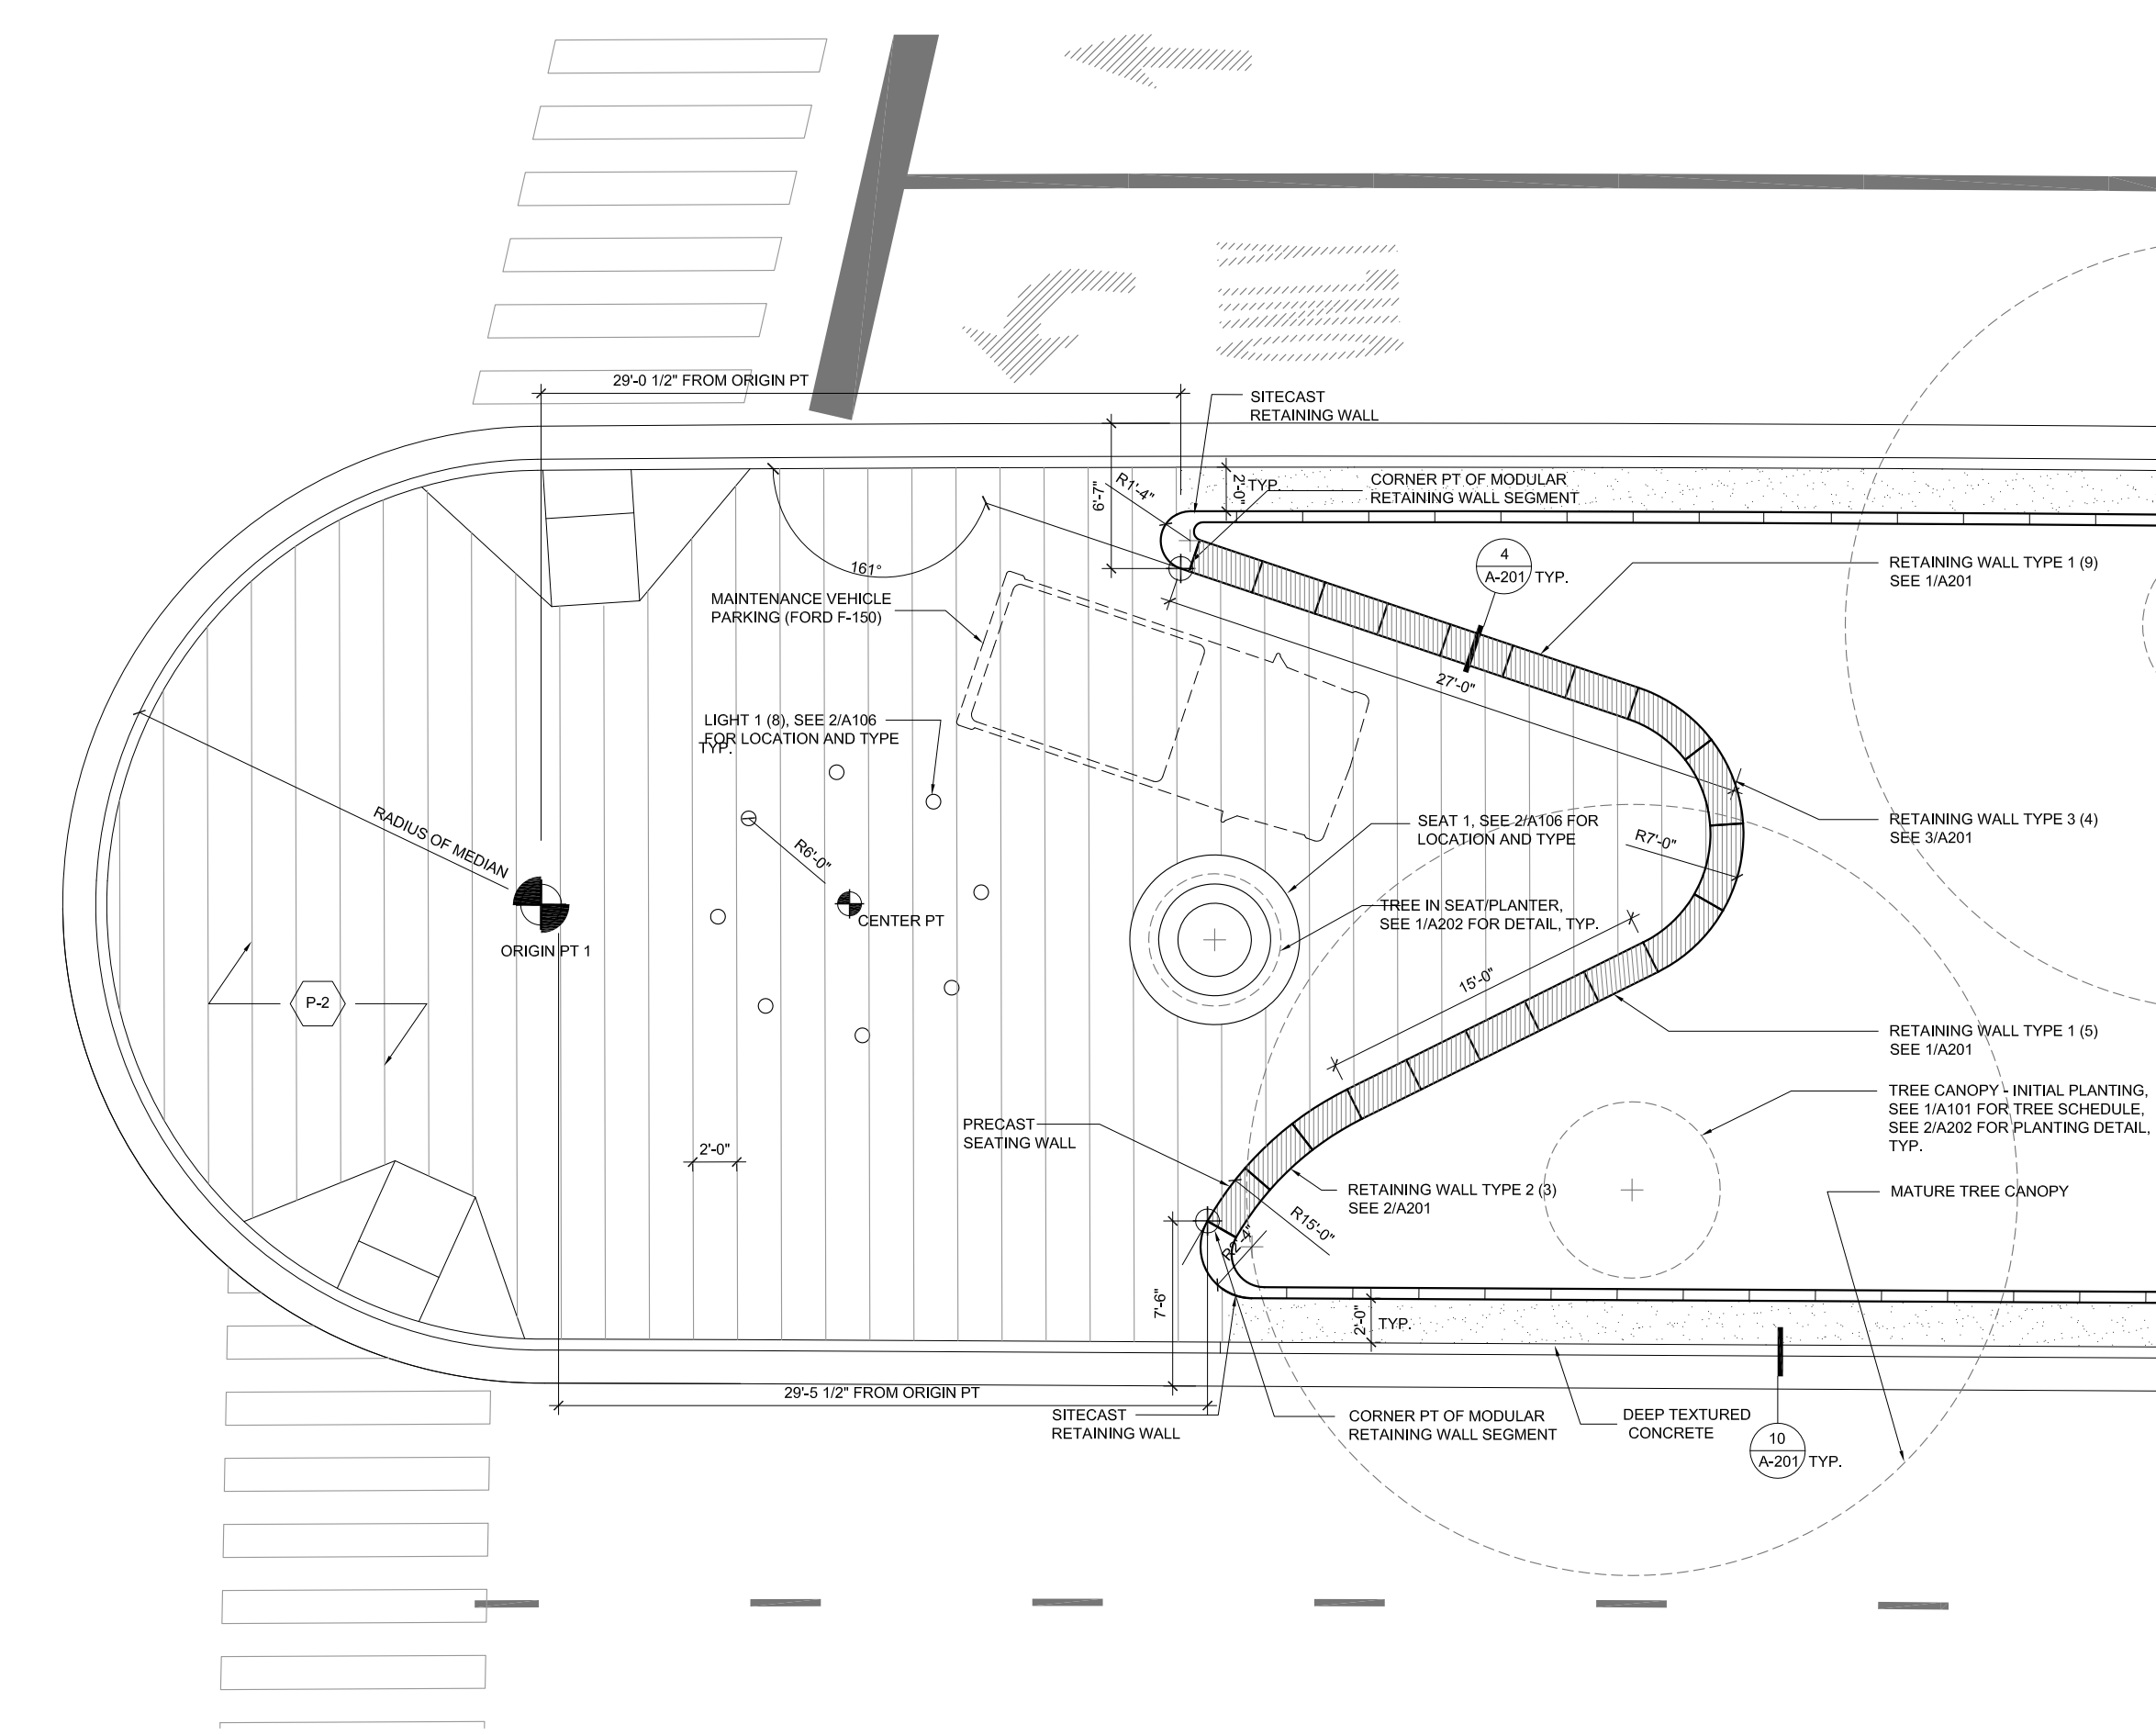 29'-0 1/2" FROM ORIGIN PT
SITECAST
RETAINING WALL
6'-7"
R1'-4"
2'-0"
TYP.
CORNER PT OF MODULAR
RETAINING WALL SEGMENT
161°
4
A-201
TYP.
RETAINING WALL TYPE 1 (9)
SEE 1/A201
MAINTENANCE VEHICLE
PARKING (FORD F-150)
27'-0"
LIGHT 1 (8), SEE 2/A106
FOR LOCATION AND TYPE
TYP.
RADIUS OF MEDIAN
R6'-0"
SEAT 1, SEE 2/A106 FOR
LOCATION AND TYPE
R7'-0"
RETAINING WALL TYPE 3 (4)
SEE 3/A201
CENTER PT
TREE IN SEAT/PLANTER,
SEE 1/A202 FOR DETAIL, TYP.
ORIGIN PT 1
15'-0"
P-2
RETAINING WALL TYPE 1 (5)
SEE 1/A201
TREE CANOPY - INITIAL PLANTING,
SEE 1/A101 FOR TREE SCHEDULE,
SEE 2/A202 FOR PLANTING DETAIL,
TYP.
PRECAST
SEATING WALL
2'-0"
RETAINING WALL TYPE 2 (3)
SEE 2/A201
MATURE TREE CANOPY
R15'-0"
R2'-4"
7'-6"
2'-0"
TYP.
29'-5 1/2" FROM ORIGIN PT
SITECAST
RETAINING WALL
CORNER PT OF MODULAR
RETAINING WALL SEGMENT
DEEP TEXTURED
CONCRETE
10
A-201
TYP.